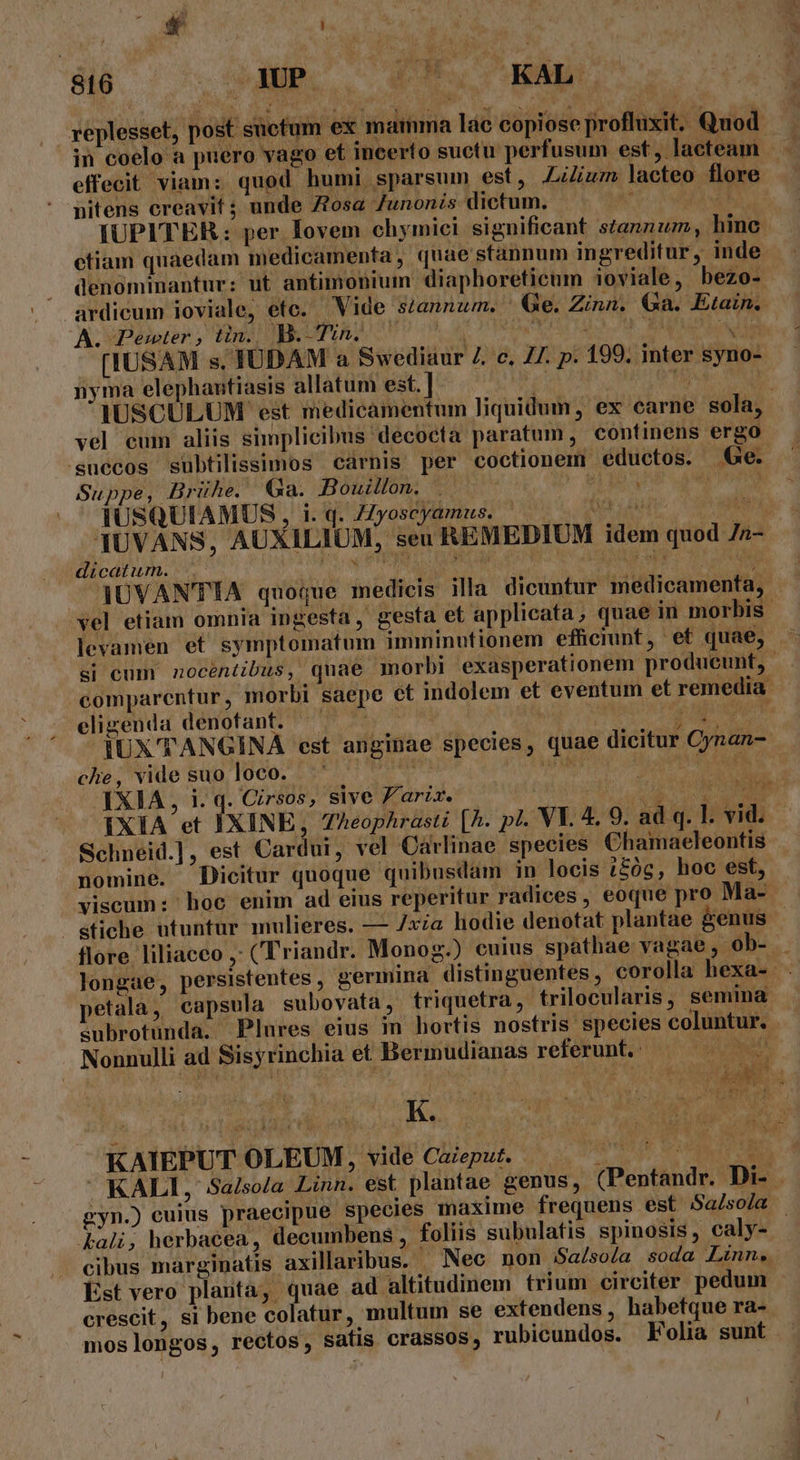 816 IUP KAL
replesset, post suctum ex mamma lac copiose profluxit. Quod
in coelo a puero vago et incerto suctu perfusum est, lacteam
effecit viam: quod humi sparsum est, Lilium lacteo flore
nitens creavit; unde Rosa Junonis dictum.
IUPITER: per Iovem chymici significant stannum, hinc
etiam quaedam medicamenta, quae stannum ingreditur, inde
denominantur: ut antimonium diaphoreticum ioviale, bezo-
ardicum ioviale, etc. Vide stannum. Ge. Zinn. Ga. Etain.
A. Pewter, tin. B. Tin.
[IUSAM s. IUDAM a Swediaur l. c. II. p. 199. inter syno-
nyma elephantiasis allatum est.]
IUSCULUM est medicamentum liquidum, ex carne sola,
vel cum aliis simplicibus decocta paratum, continens ergo
succos subtilissimos carnis per coctionem eductos. Ge.
Suppe, Brühe. Ga. Bouillon.
IUSQUIAMUS, i. q. Hyoscyamus.
IUVANS, AUXILIUM, seu REMEDIUM idem quod In-
dicatum.
IUVANTIA quoque medicis illa dicuntur medicamenta,
vel etiam omnia ingesta, gesta et applicata, quae in morbis
levamen et symptomatum imminutionem efficiunt, et quae,
si cum nocentibus, quae morbi exasperationem producunt,
comparentur, morbi saepe et indolem et eventum et remedia
eligenda denotant.
IUXTANGINA est anginae species, quae dicitur Cynan-
che, vide suo loco.
IXIA, i. q. Cirsos, sive Varix.
IXIA et IXINE, Theophrasti [h. pl. VI. 4. 9. ad q. l. vid.
Schneid.], est Cardui, vel Carlinae species Chamaeleontis
nomine. Dicitur quoque quibusdam in locis ἰξὸς, hoc est,
viscum: hoc enim ad eius reperitur radices, eoque pro Ma-
stiche utuntur mulieres. — Ixia hodie denotat plantae genus
flore liliaceo, (Triandr. Monog.) cuius spathae vagae, ob-
longae, persistentes, germina distinguentes, corolla hexa-
petala, capsula subovata, triquetra, trilocularis, semina
subrotunda. Plures eius in hortis nostris species coluntur.
Nonnulli ad Sisyrinchia et Bermudianas referunt.
K.
KAIEPUT OLEUM, vide Caieput.
KALI, Salsola Linn. est plantae genus, (Pentandr. Di-
gyn.) cuius praecipue species maxime frequens est Salsola
kali, herbacea, decumbens, foliis subulatis spinosis, caly-
cibus marginatis axillaribus. Nec non Salsola soda Linn.
Est vero planta, quae ad altitudinem trium circiter pedum
crescit, si bene colatur, multum se extendens, habetque ra-
mos longos, rectos, satis crassos, rubicundos. Folia sunt